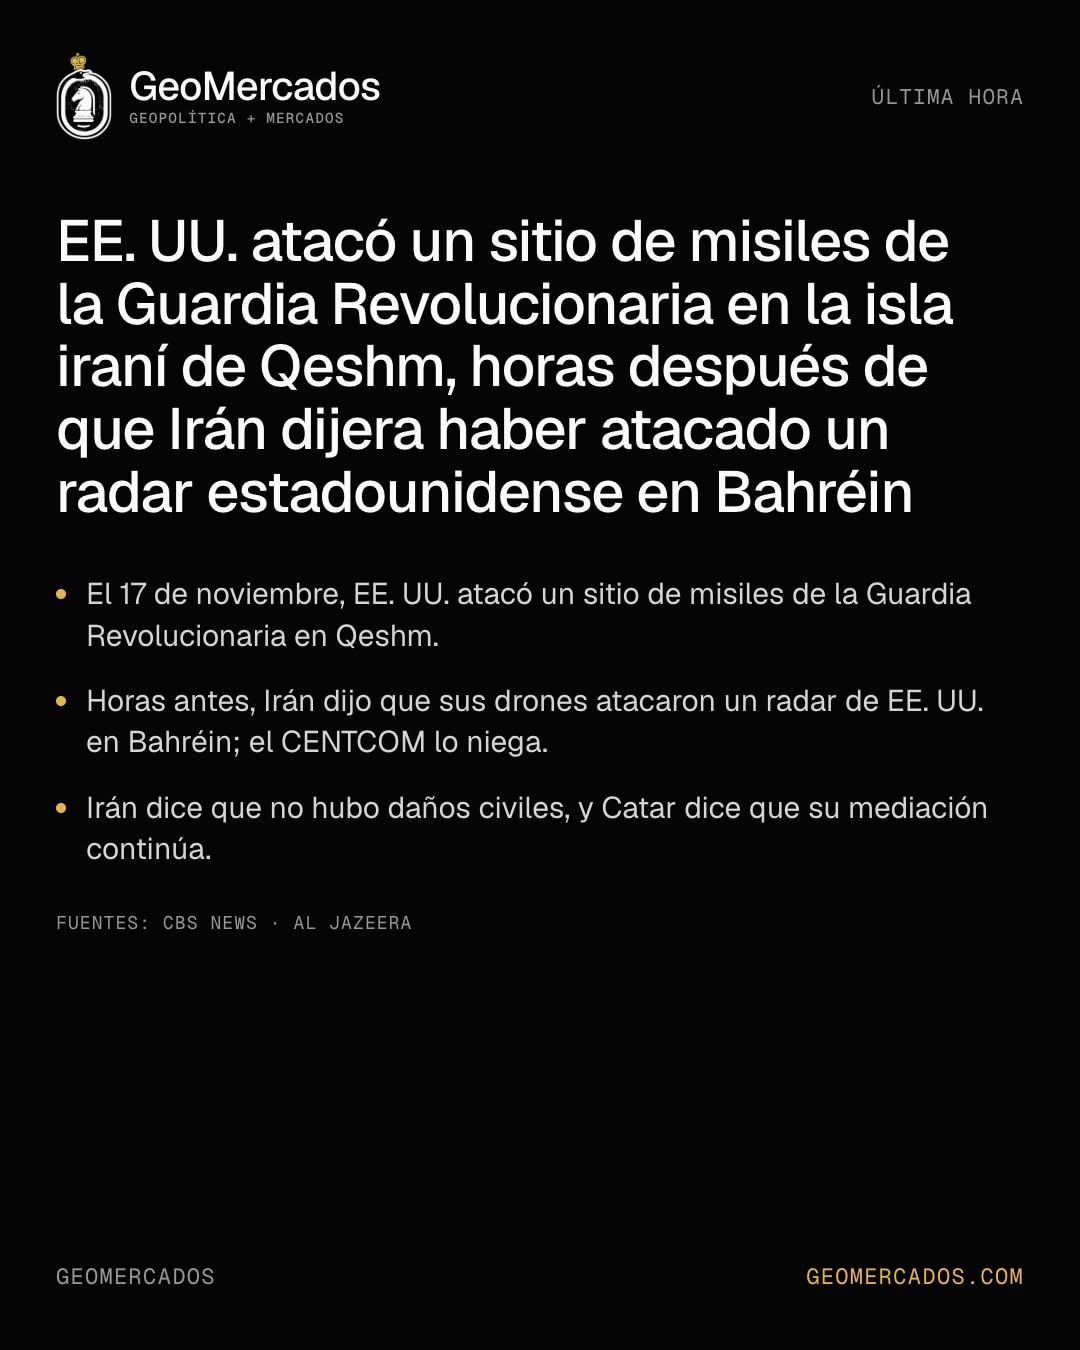 GeoMercados
GEOPOLÍTICA + MERCADOS
ÚLTIMA HORA
EE. UU. atacó un sitio de misiles de
la Guardia Revolucionaria en la isla
iraní de Qeshm, horas después de
que Irán dijera haber atacado un
radar estadounidense en Bahréin
• El 17 de noviembre, EE. UU. atacó un sitio de misiles de la Guardia
Revolucionaria en Qeshm.
• Horas antes, Irán dijo que sus drones atacaron un radar de EE. UU.
en Bahréin; el CENTCOM lo niega.
• Irán dice que no hubo daños civiles, y Catar dice que su mediación
continúa.
FUENTES: CBS NEWS · AL JAZEERA
GEOMERCADOS
GEOMERCADOS.COM